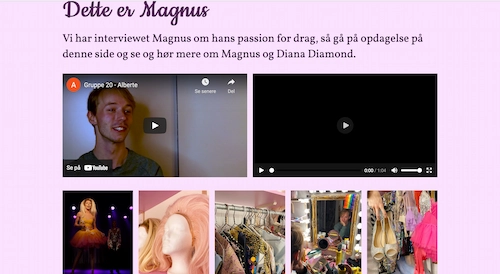 Dette er Magnus
Vi har interviewet Magnus om hans passion for drag, så gå på opdagelse på
denne side og se og hør mere om Magnus og Diana Diamond.
A Gruppe 20 - Alberte
Se senere
Del
Se på YouTube
0:00 / 1:04